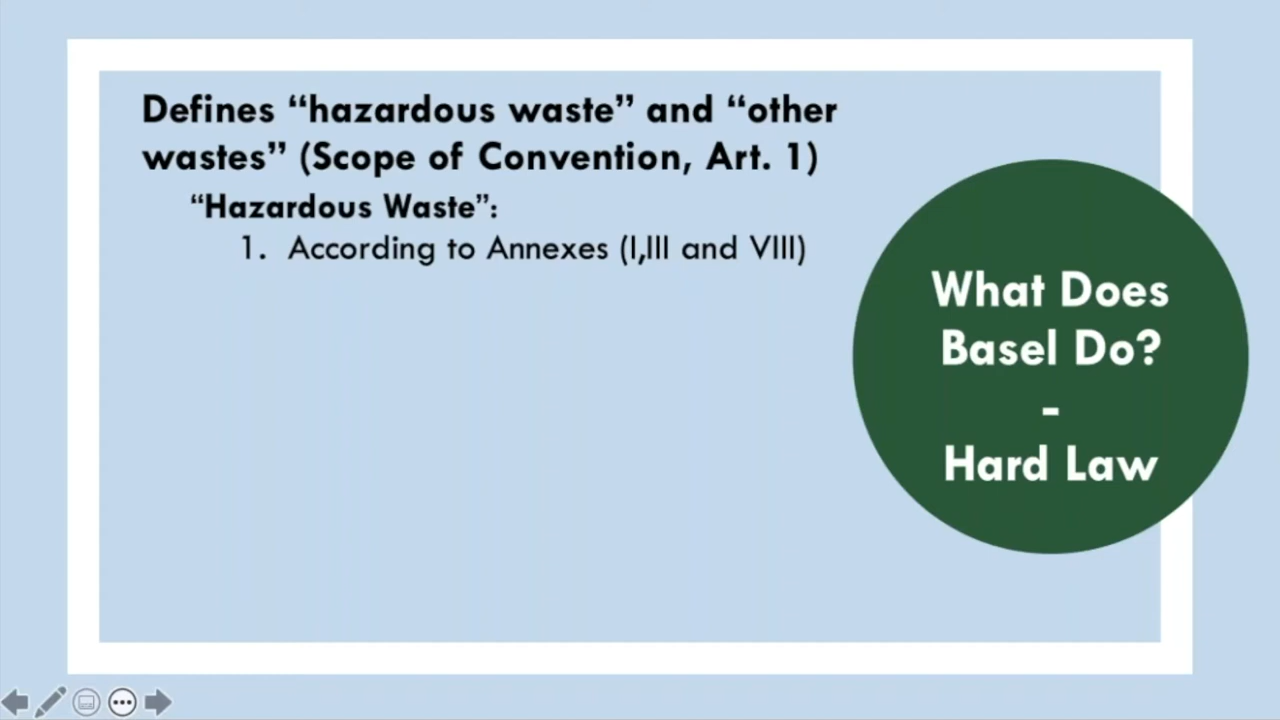 Defines “hazardous waste” and “other
wastes” (Scope of Convention, Art. 1)
“Hazardous Waste”:
1. According to Annexes (I,III and VIII)
What Does
Basel Do?
-
Hard Law